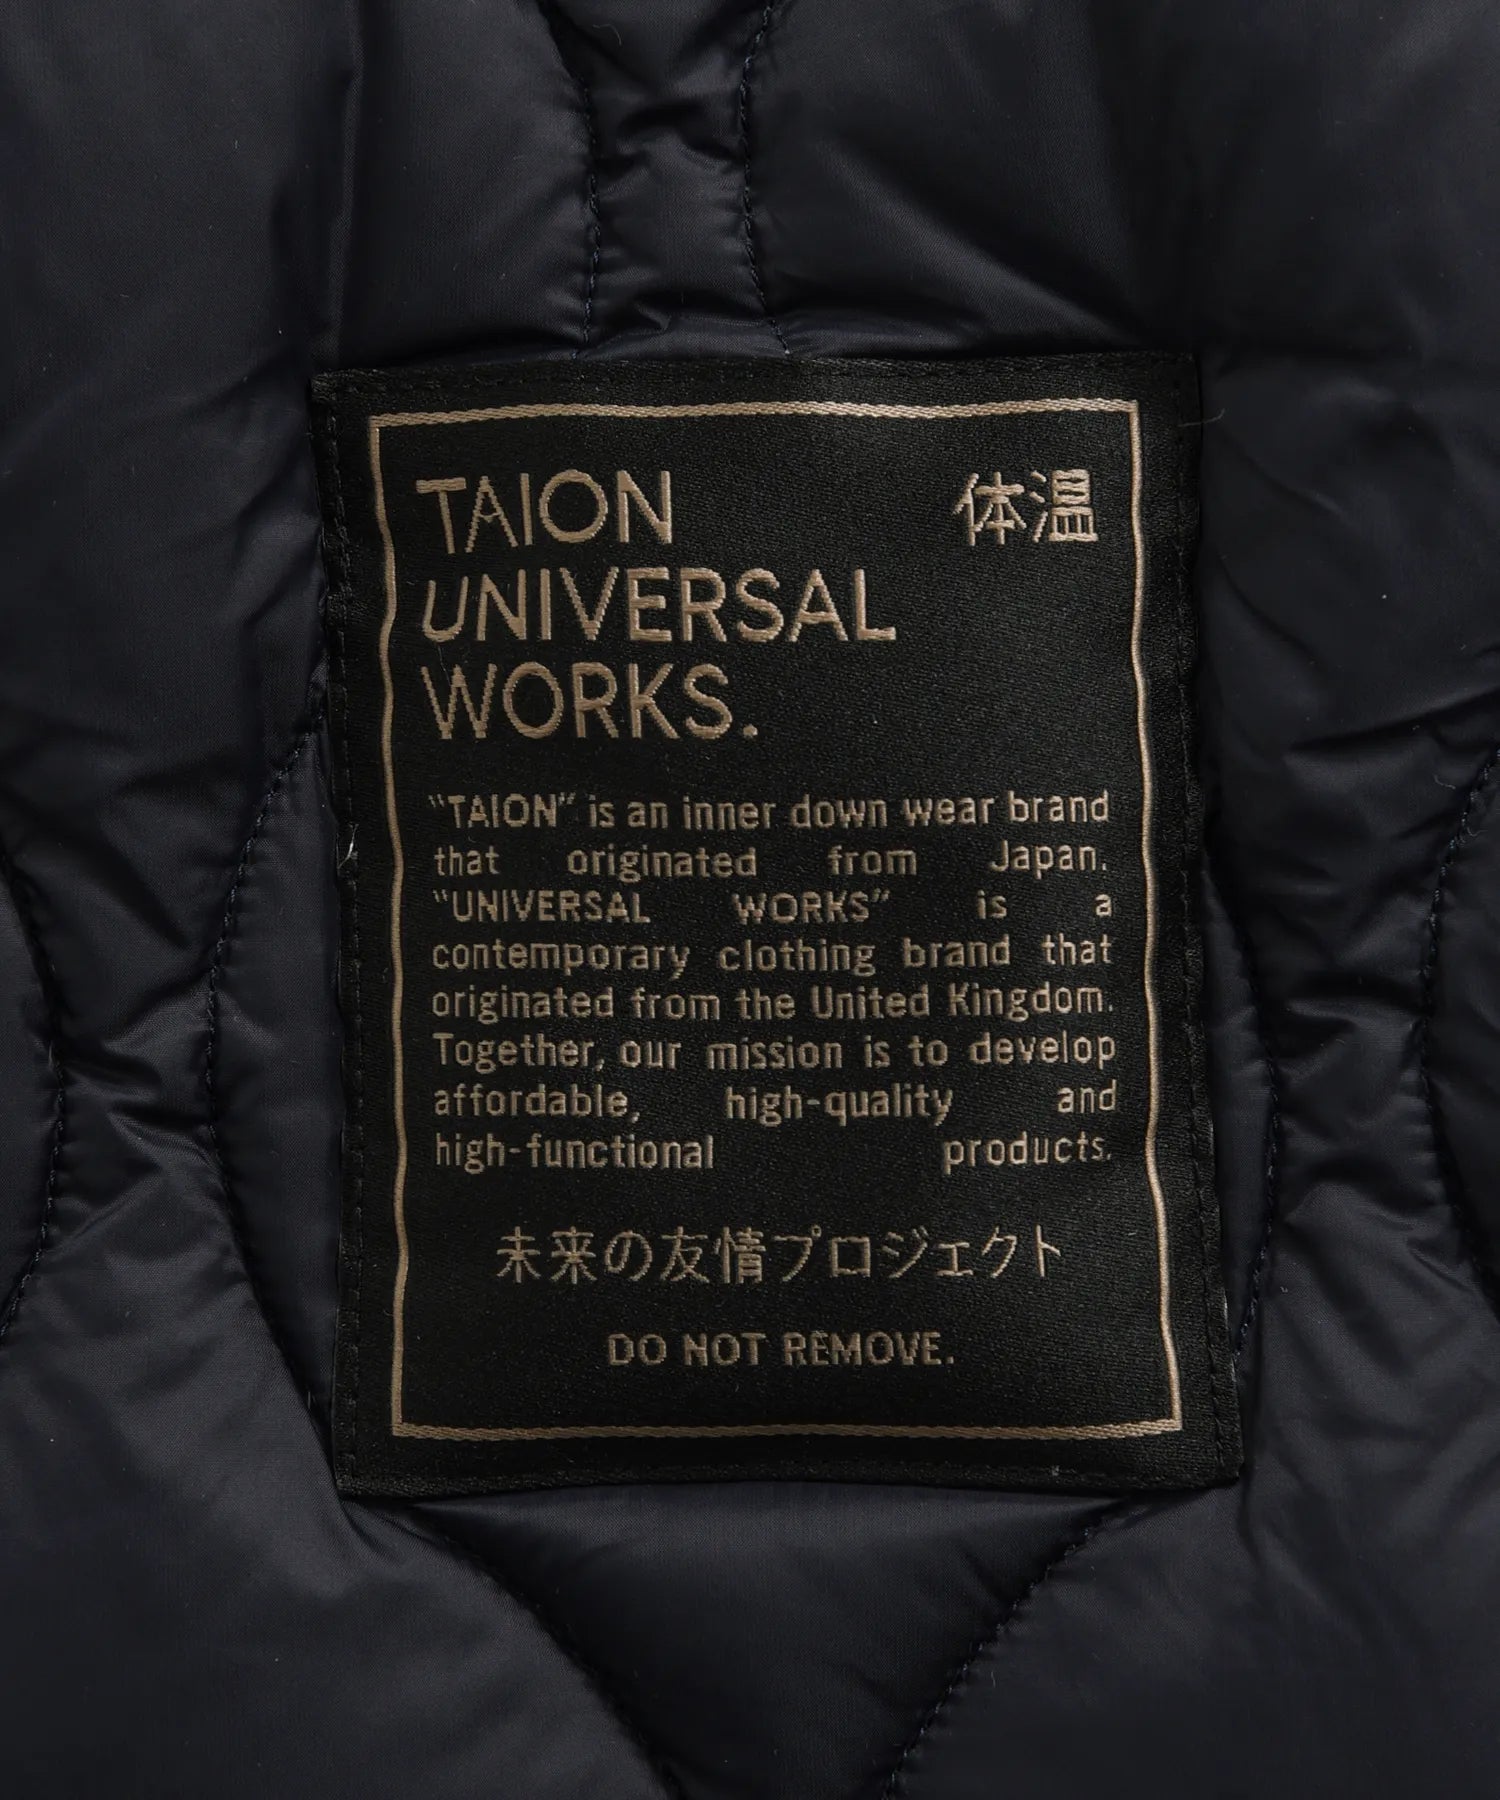 TAION 体温
UNIVERSAL
WORKS.
"TAION" is an inner down wear brand
that originated from Japan.
"UNIVERSAL WORKS" is a
contemporary clothing brand that
originated from the United Kingdom.
Together, our mission is to develop
affordable, high-quality and
high-functional products.
未来の友情プロジェクト
DO NOT REMOVE.